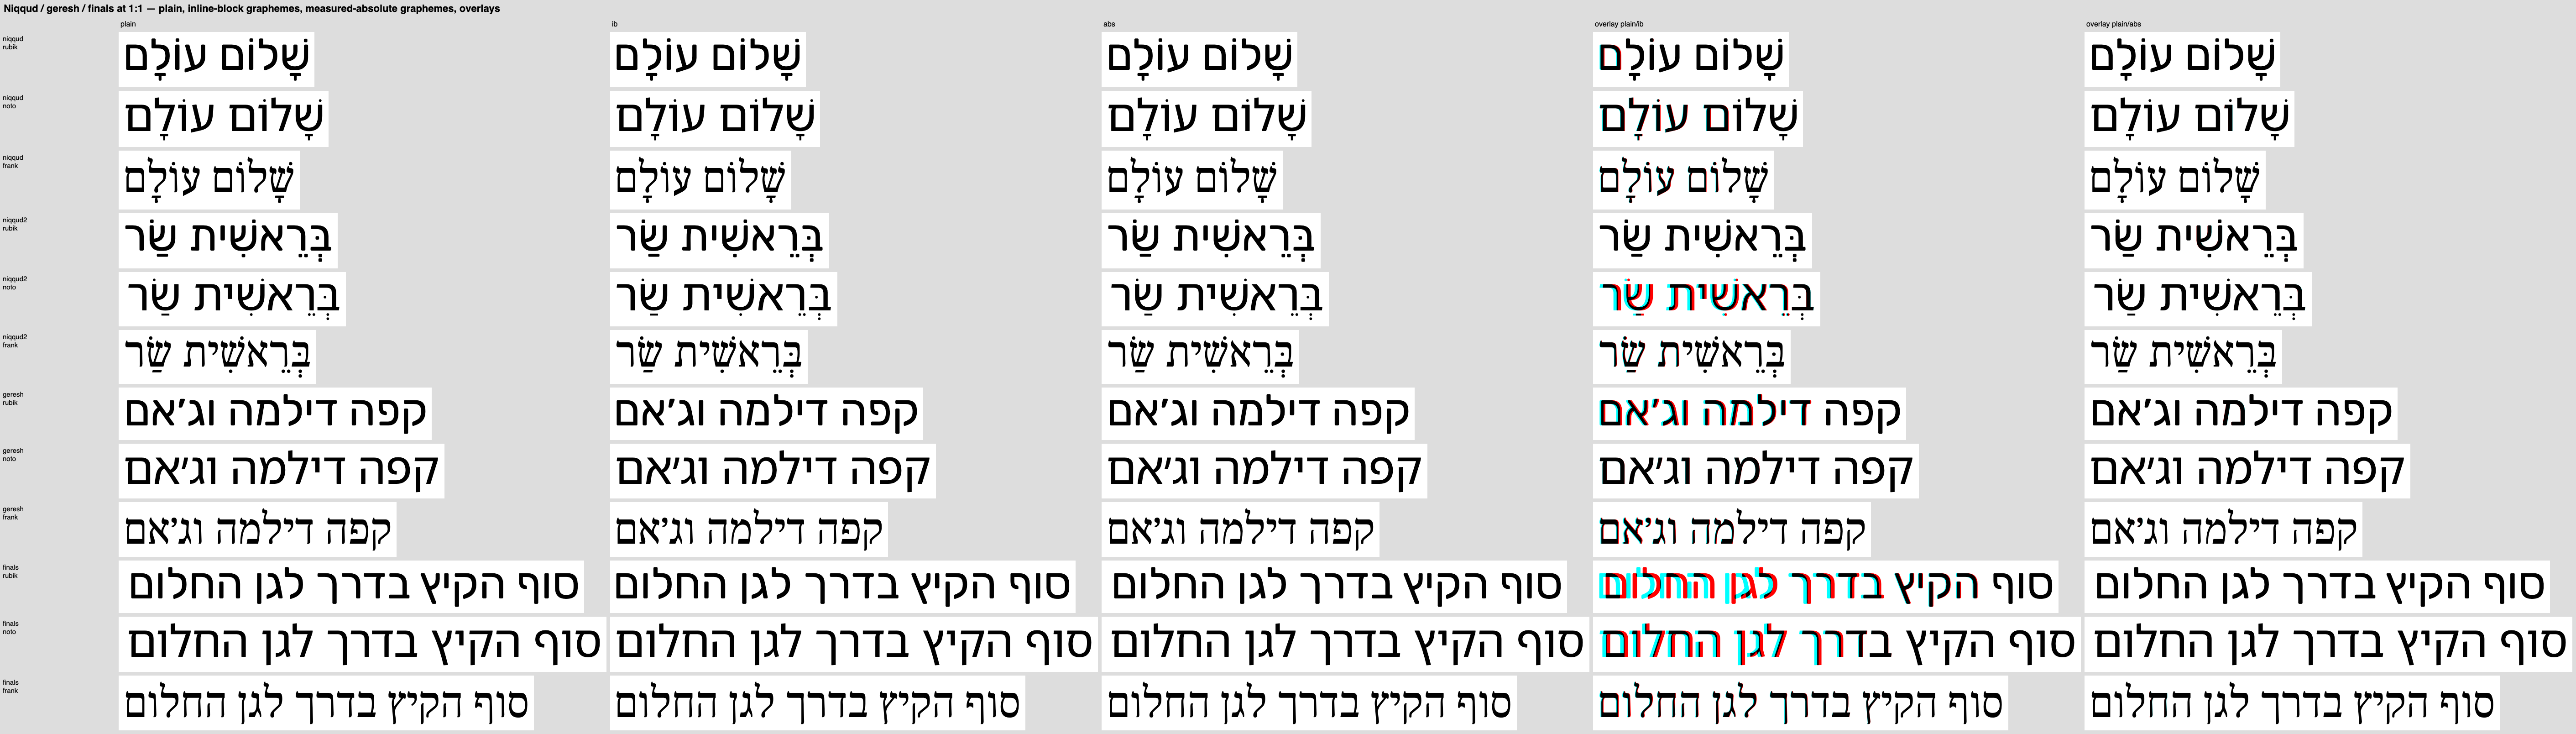 Niqqud / geresh / finals at 1:1 — plain, inline-block graphemes, measured-absolute graphemes, overlays
plain
ib
abs
overlay plain/ib
overlay plain/abs
niqqud
rubik
שָׁלוֹם עוֹלָם
שָׁלוֹם עוֹלָם
שָׁלוֹם עוֹלָם
שָׁלוֹם עוֹלָם
שָׁלוֹם עוֹלָם
niqqud
noto
שָׁלוֹם עוֹלָם
שָׁלוֹם עוֹלָם
שָׁלוֹם עוֹלָם
שָׁלוֹם עוֹלָם
שָׁלוֹם עוֹלָם
niqqud
frank
שָׁלוֹם עוֹלָם
שָׁלוֹם עוֹלָם
שָׁלוֹם עוֹלָם
שָׁלוֹם עוֹלָם
שָׁלוֹם עוֹלָם
niqqud2
rubik
בְּרֵאשִׁית שַׂר
בְּרֵאשִׁית שַׂר
בְּרֵאשִׁית שַׂר
בְּרֵאשִׁית שַׂר
בְּרֵאשִׁית שַׂר
niqqud2
noto
בְּרֵאשִׁית שַׂר
בְּרֵאשִׁית שַׂר
בְּרֵאשִׁית שַׂר
בְּרֵאשִׁית שַׂר
בְּרֵאשִׁית שַׂר
niqqud2
frank
בְּרֵאשִׁית שַׂר
בְּרֵאשִׁית שַׂר
בְּרֵאשִׁית שַׂר
בְּרֵאשִׁית שַׂר
בְּרֵאשִׁית שַׂר
geresh
rubik
קפה דילמה וג׳אם
קפה דילמה וג׳אם
קפה דילמה וג׳אם
קפה דילמה וג׳אם
קפה דילמה וג׳אם
geresh
noto
קפה דילמה וג׳אם
קפה דילמה וג׳אם
קפה דילמה וג׳אם
קפה דילמה וג׳אם
קפה דילמה וג׳אם
geresh
frank
קפה דילמה וג׳אם
קפה דילמה וג׳אם
קפה דילמה וג׳אם
קפה דילמה וג׳אם
קפה דילמה וג׳אם
finals
rubik
סוף הקיץ בדרך לגן החלום
סוף הקיץ בדרך לגן החלום
סוף הקיץ בדרך לגן החלום
סוף הקיץ בדרך לגן החלום
סוף הקיץ בדרך לגן החלום
finals
noto
סוף הקיץ בדרך לגן החלום
סוף הקיץ בדרך לגן החלום
סוף הקיץ בדרך לגן החלום
סוף הקיץ בדרך לגן החלום
סוף הקיץ בדרך לגן החלום
finals
frank
סוף הקיץ בדרך לגן החלום
סוף הקיץ בדרך לגן החלום
סוף הקיץ בדרך לגן החלום
סוף הקיץ בדרך לגן החלום
סוף הקיץ בדרך לגן החלום